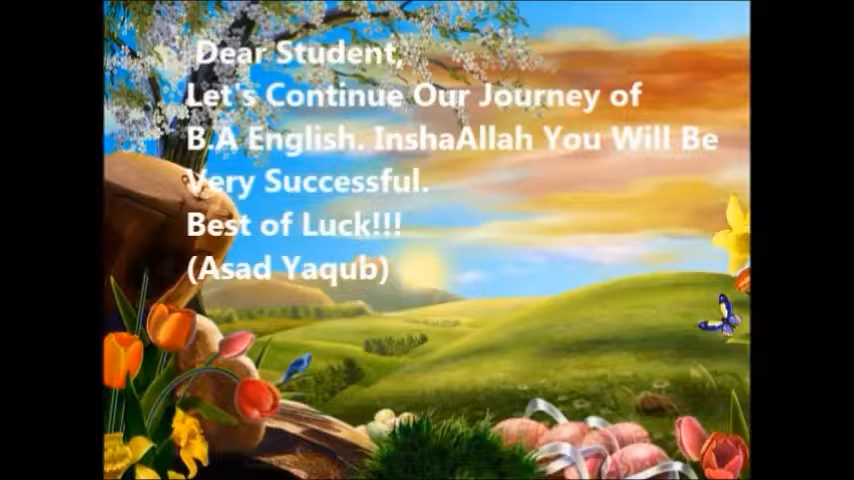 Dear Student,
Let's Continue Our Journey of
B.A English. InshaAllah You Will Be
Very Successful.
Best of Luck!!!
(Asad Yaqub)